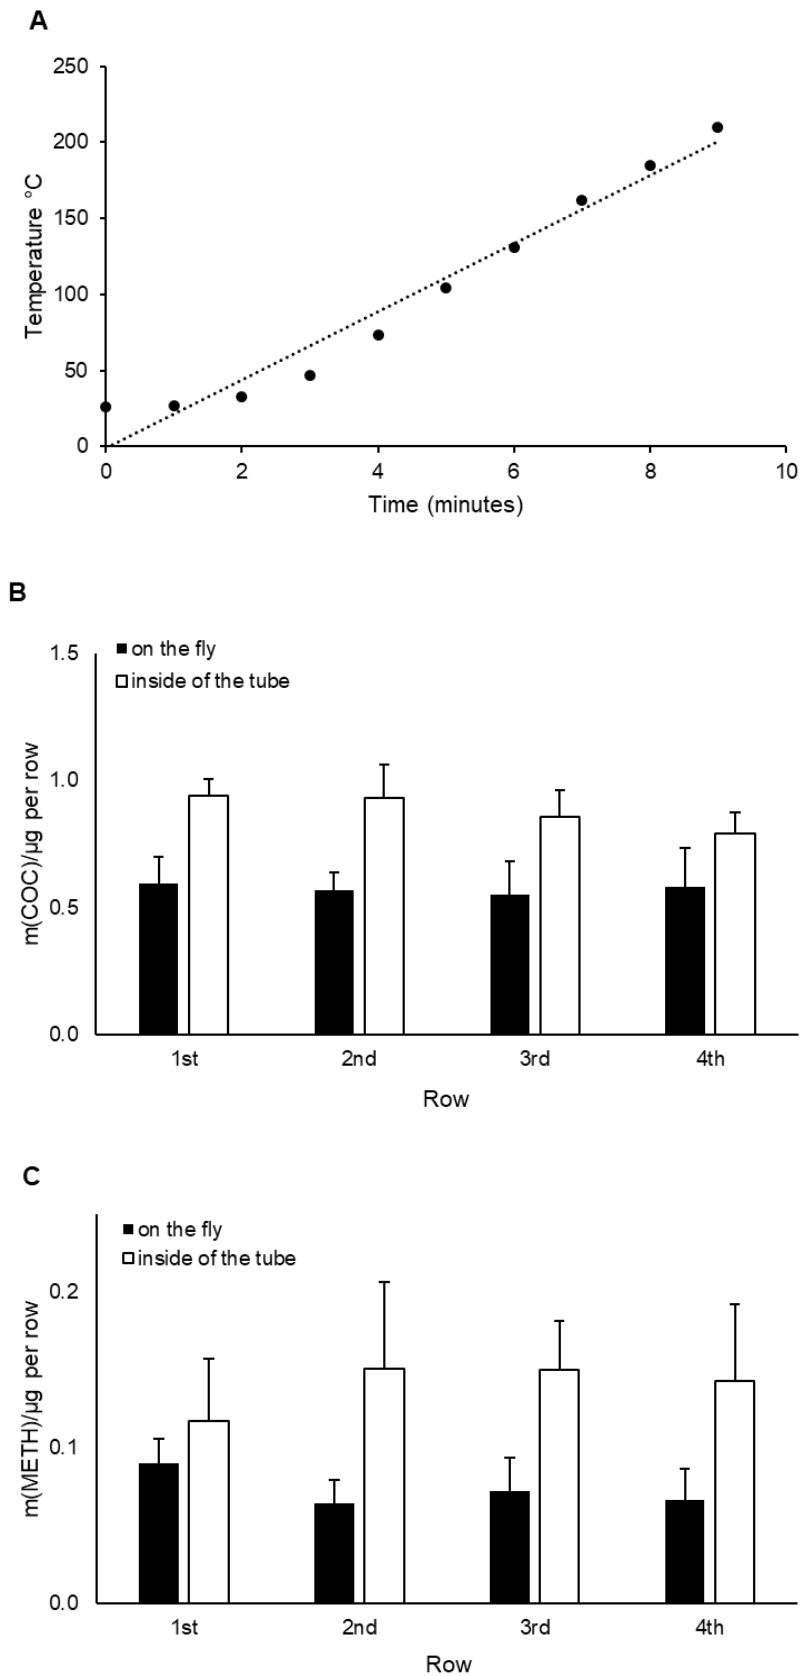 A
250
200
150
100
50
0
Temperature °C
0 2 4 6 8 10
Time (minutes)
B
1.5
1.0
0.5
0.0
m(COC)/µg per row
on the fly
inside of the tube
1st 2nd 3rd 4th
Row
C
0.2
0.1
0.0
m(METH)/µg per row
on the fly
inside of the tube
1st 2nd 3rd 4th
Row